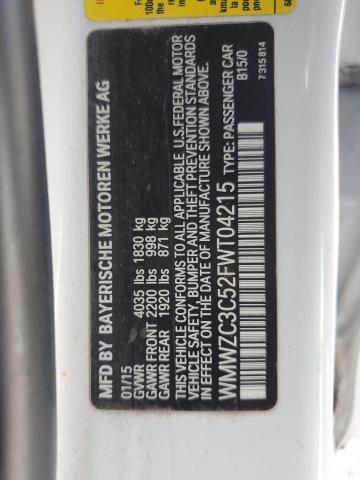 MFD BY BAYERISCHE MOTOREN WERKE AG
01/15
GVWR 4035 lbs 1830 kg
GAWR FRONT 2200 lbs 998 kg
GAWR REAR 1920 lbs 871 kg
THIS VEHICLE CONFORMS TO ALL APPLICABLE U.S. FEDERAL MOTOR
VEHICLE SAFETY, BUMPER AND THEFT PREVENTION STANDARDS
IN EFFECT ON THE DATE OF MANUFACTURE SHOWN ABOVE.
WMWZC3C52FWT04215 TYPE: PASSENGER CAR
B15/0
7315814